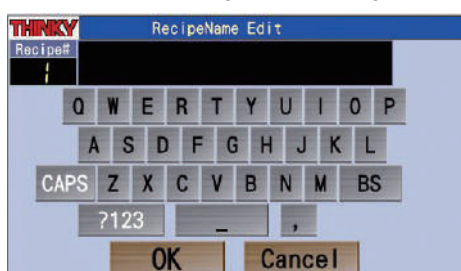 THINKY RecipeName Edit
Recipe#
1
Q W E R T Y U I O P
A S D F G H J K L
CAPS Z X C V B N M BS
?123 _ ,
OK Cancel